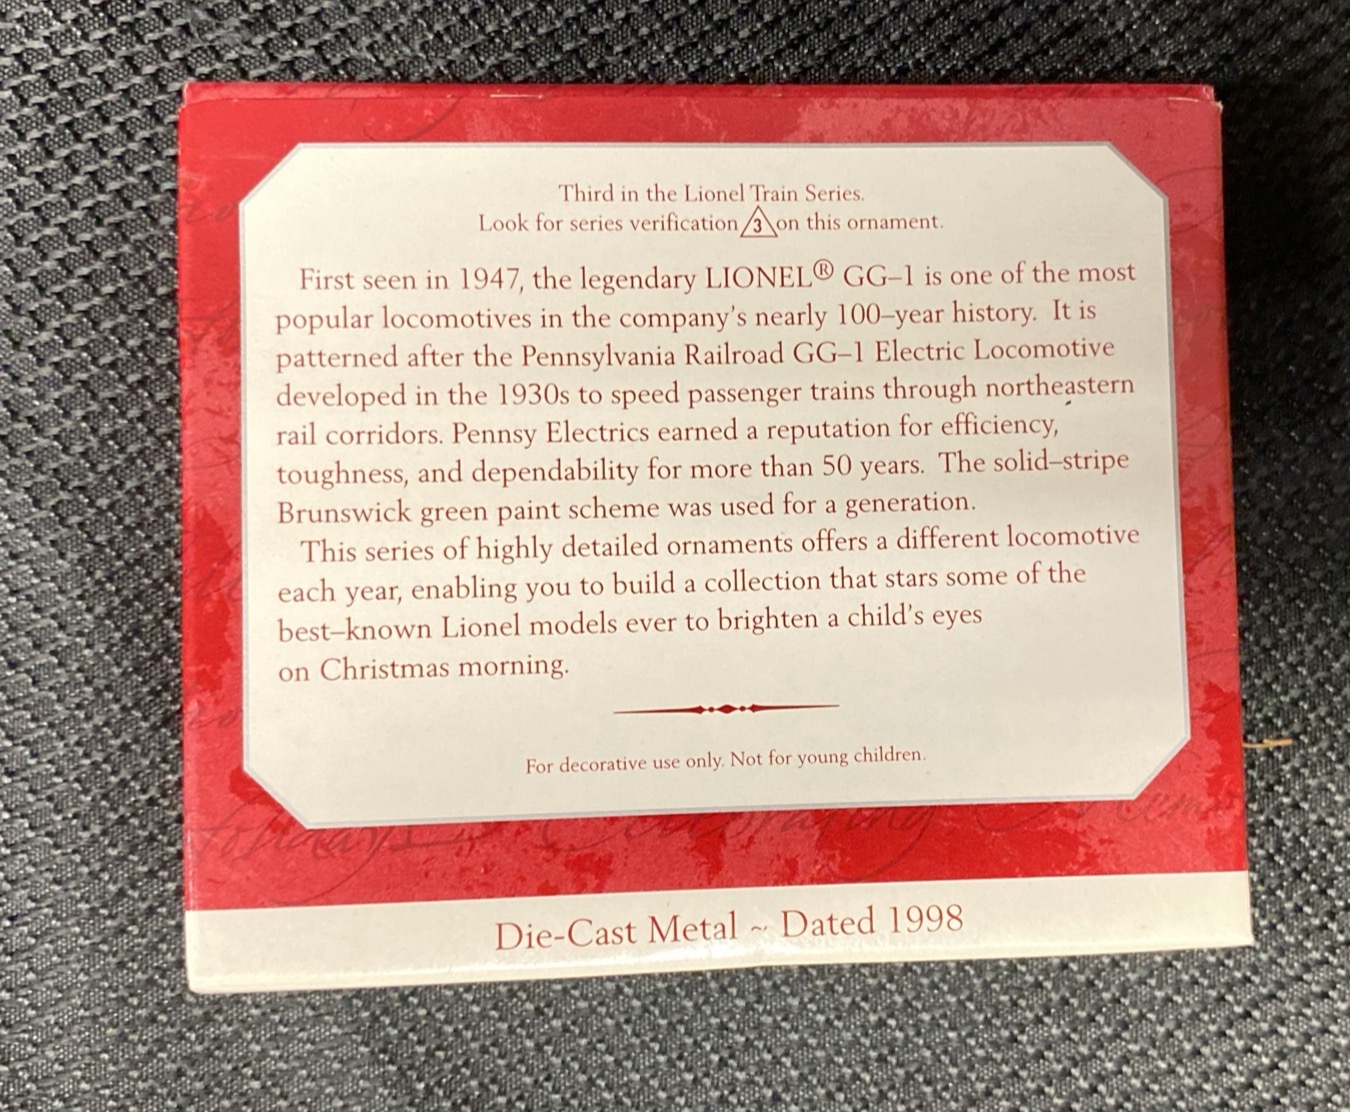 Third in the Lionel Train Series.
Look for series verification 3 on this ornament.
First seen in 1947, the legendary LIONEL® GG–1 is one of the most
popular locomotives in the company's nearly 100–year history. It is
patterned after the Pennsylvania Railroad GG–1 Electric Locomotive
developed in the 1930s to speed passenger trains through northeastern
rail corridors. Pennsy Electrics earned a reputation for efficiency,
toughness, and dependability for more than 50 years. The solid–stripe
Brunswick green paint scheme was used for a generation.
This series of highly detailed ornaments offers a different locomotive
each year, enabling you to build a collection that stars some of the
best–known Lionel models ever to brighten a child's eyes
on Christmas morning.
For decorative use only. Not for young children.
Die-Cast Metal ~ Dated 1998